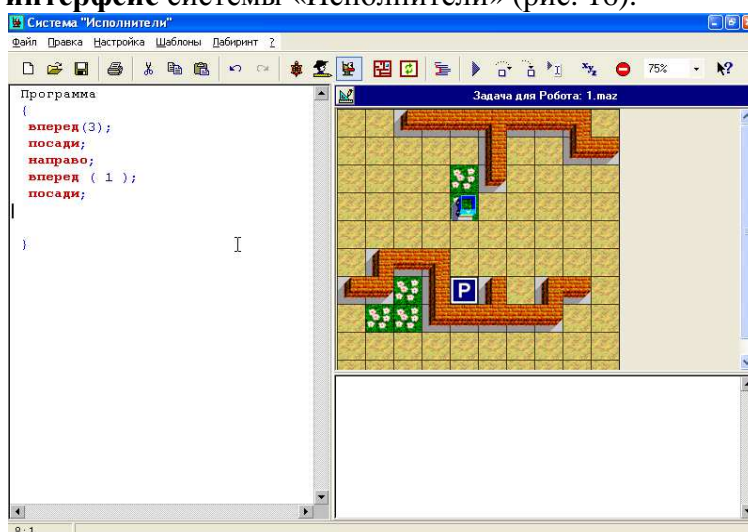 интерфейс системы «Исполнители» (рис. 16).
Система "Исполнители"
Файл Правка Настройка Шаблоны Лабиринт ?
75%
Программа
{
вперед(3);
посади;
направо;
вперед ( 1 );
посади;
}
Задача для Робота: 1.maz
P
8:1